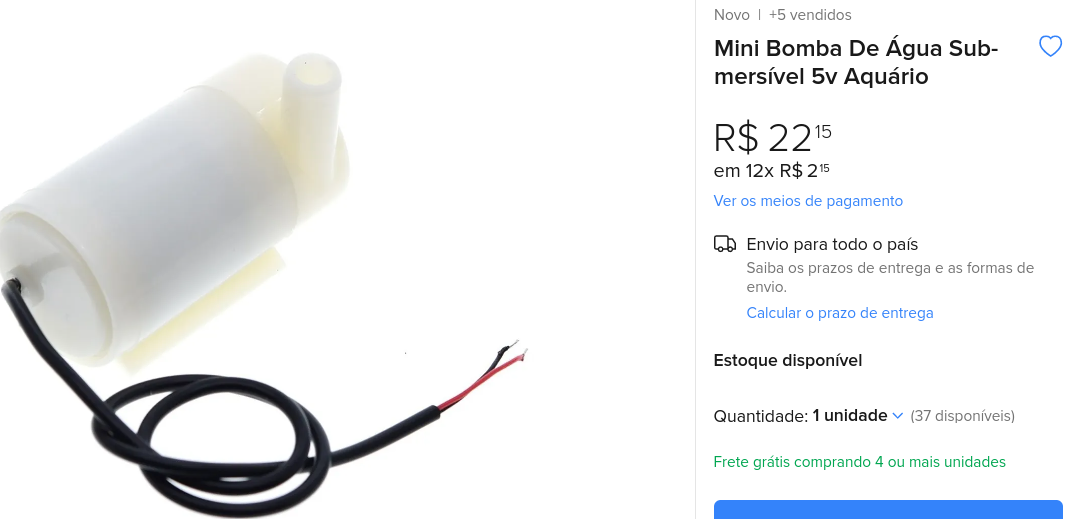 Novo | +5 vendidos
Mini Bomba De Água Sub-
mersível 5v Aquário
R$ 22 15
em 12x R$ 2 15
Ver os meios de pagamento
Envio para todo o país
Saiba os prazos de entrega e as formas de
envio.
Calcular o prazo de entrega
Estoque disponível
Quantidade: 1 unidade (37 disponíveis)
Frete grátis comprando 4 ou mais unidades